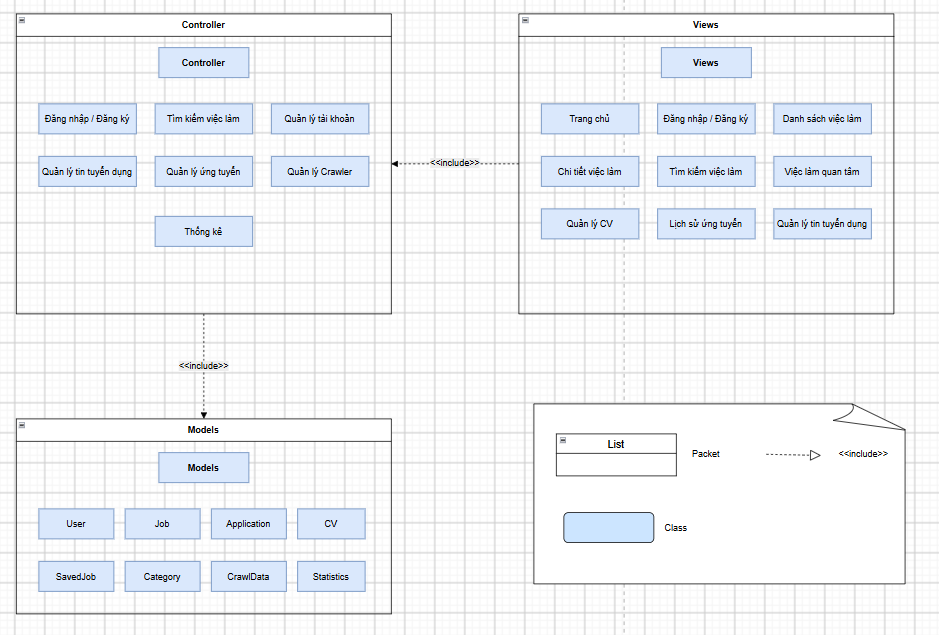 Controller
Controller
Đăng nhập / Đăng ký
Tìm kiếm việc làm
Quản lý tài khoản
Quản lý tin tuyển dụng
Quản lý ứng tuyển
Quản lý Crawler
Thống kê
<<include>>
Views
Views
Trang chủ
Đăng nhập / Đăng ký
Danh sách việc làm
Chi tiết việc làm
Tìm kiếm việc làm
Việc làm quan tâm
Quản lý CV
Lịch sử ứng tuyển
Quản lý tin tuyển dụng
<<include>>
Models
Models
User
Job
Application
CV
SavedJob
Category
CrawlData
Statistics
List
Packet
<<include>>
Class